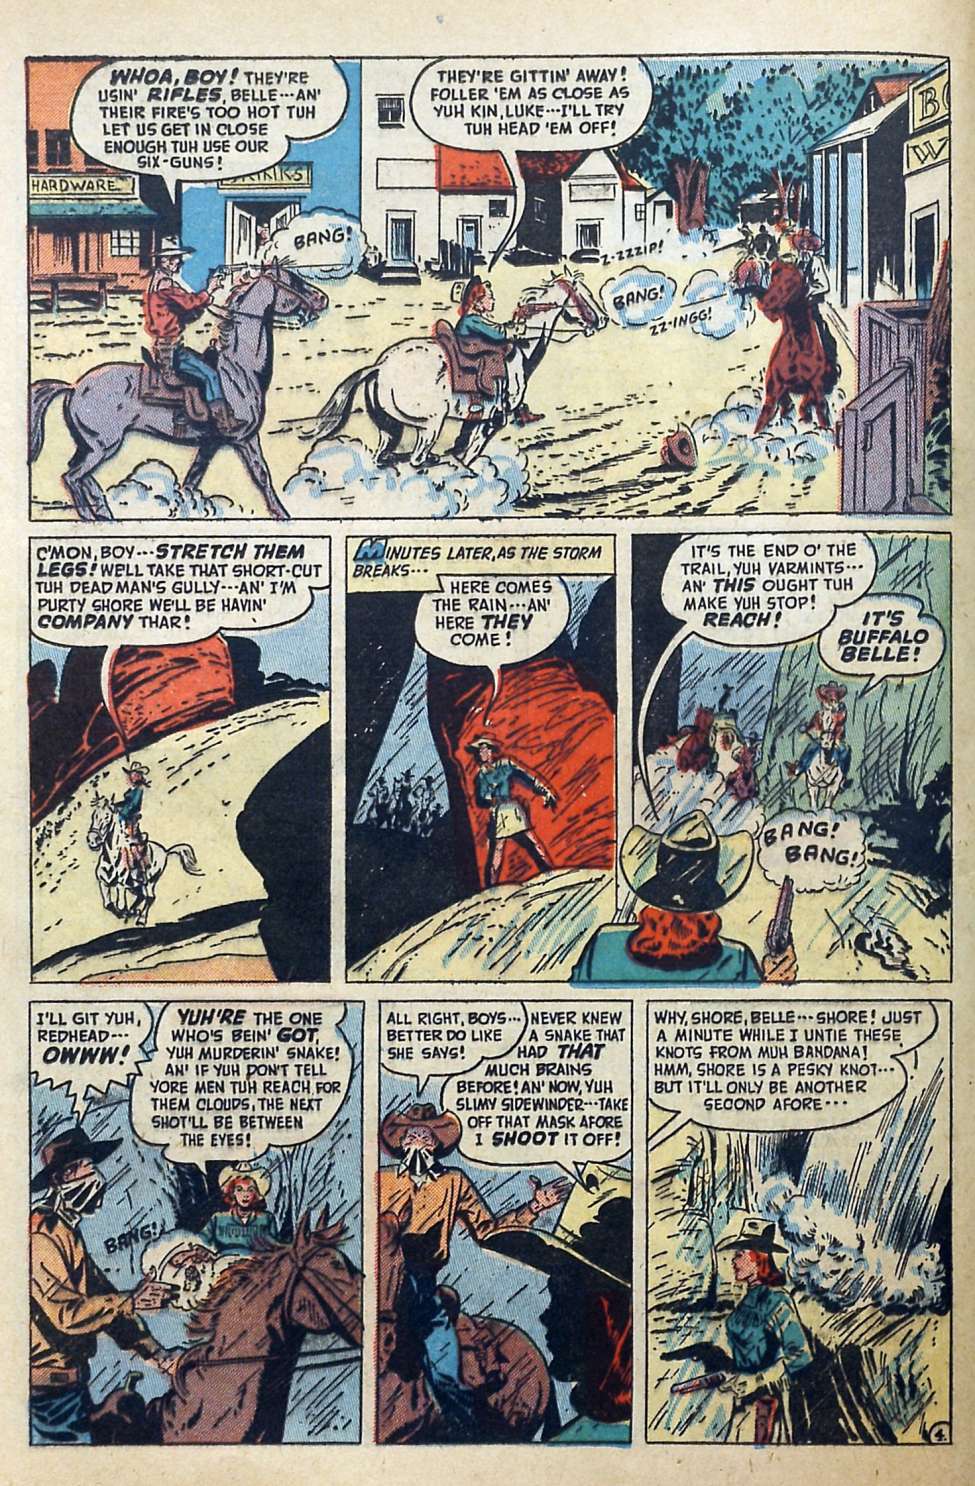 WHOA, BOY! THEY'RE
USIN' RIFLES, BELLE---AN'
THEIR FIRE'S TOO HOT TUH
LET US GET IN CLOSE
ENOUGH TUH USE OUR
SIX-GUNS!
THEY'RE GITTIN' AWAY!
FOLLER 'EM AS CLOSE AS
YUH KIN, LUKE---I'LL TRY
TUH HEAD 'EM OFF!
HARDWARE
DRINKS
BANG!
Z-ZZZZIP!
BANG!
ZZ-INGG!
B
W
C'MON, BOY---STRETCH THEM
LEGS! WE'LL TAKE THAT SHORT-CUT
TUH DEAD MAN'S GULLY---AN' I'M
PURTY SHORE WE'LL BE HAVIN'
COMPANY THAR!
MINUTES LATER, AS THE STORM
BREAKS---
HERE COMES
THE RAIN---AN'
HERE THEY
COME!
IT'S THE END O' THE
TRAIL, YUH VARMINTS---
AN' THIS OUGHT TUH
MAKE YUH STOP!
REACH!
IT'S
BUFFALO
BELLE!
BANG!
BANG!
I'LL GIT YUH,
REDHEAD---
OWWW!
YUH'RE THE ONE
WHO'S BEIN' GOT,
YUH MURDERIN' SNAKE!
AN' IF YUH DON'T TELL
YORE MEN TUH REACH FOR
THEM CLOUDS, THE NEXT
SHOT'LL BE BETWEEN
THE EYES!
BANG!
ALL RIGHT, BOYS---
BETTER DO LIKE
SHE SAYS!
NEVER KNEW
A SNAKE THAT
HAD THAT
MUCH BRAINS
BEFORE! AN' NOW, YUH
SLIMY SIDEWINDER---TAKE
OFF THAT MASK AFORE
I SHOOT IT OFF!
WHY, SHORE, BELLE---SHORE! JUST
A MINUTE WHILE I UNTIE THESE
KNOTS FROM MUH BANDANA!
HMM, SHORE IS A PESKY KNOT---
BUT IT'LL ONLY BE ANOTHER
SECOND AFORE---
4